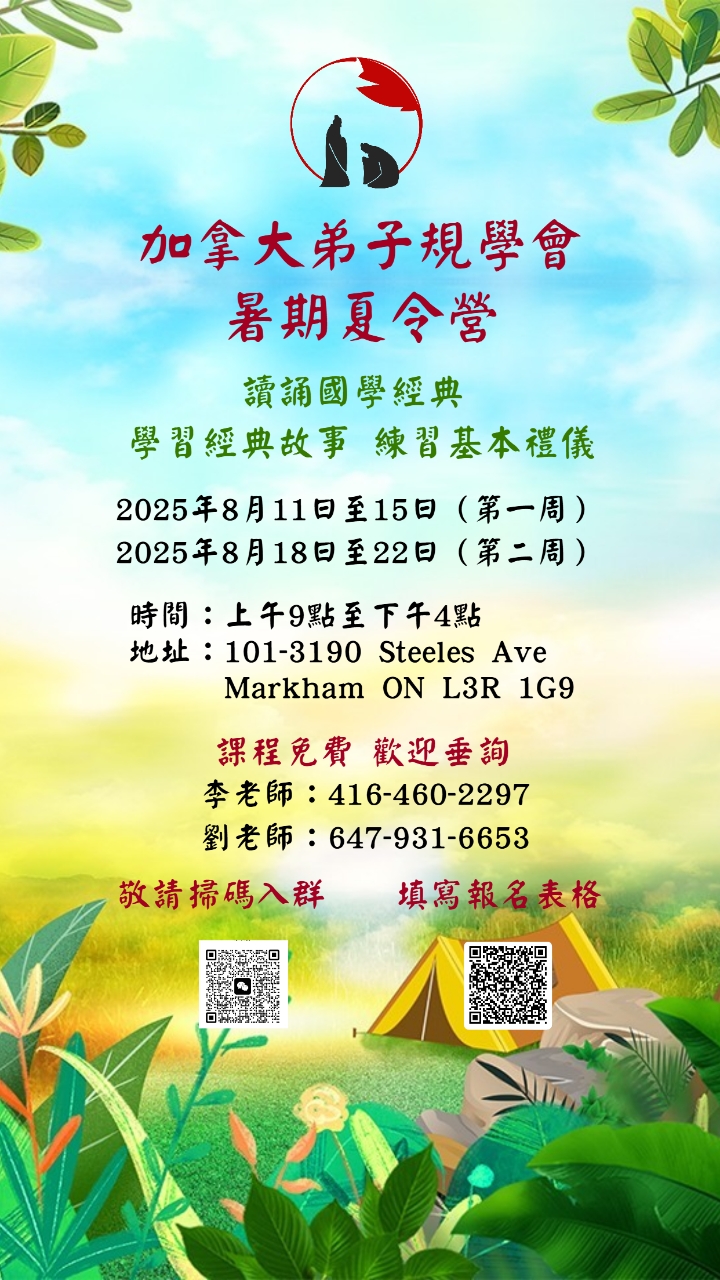 加拿大弟子規學會
暑期夏令營
讀誦國學經典
學習經典故事 練習基本禮儀
2025年8月11日至15日（第一周）
2025年8月18日至22日（第二周）
時間：上午9點至下午4點
地址：101-3190 Steeles Ave
Markham ON L3R 1G9
課程免費 歡迎垂詢
李老師：416-460-2297
劉老師：647-931-6653
敬請掃碼入群 填寫報名表格